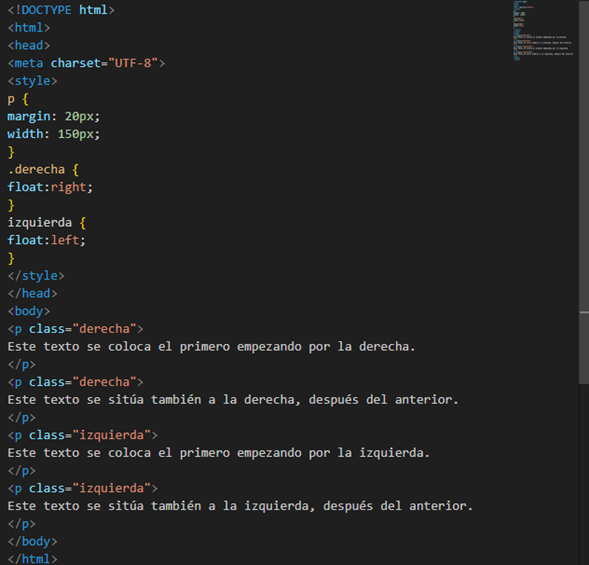 <!DOCTYPE html>
<html>
<head>
<meta charset="UTF-8">
<style>
p {
margin: 20px;
width: 150px;
}
.derecha {
float:right;
}
izquierda {
float:left;
}
</style>
</head>
<body>
<p class="derecha">
Este texto se coloca el primero empezando por la derecha.
</p>
<p class="derecha">
Este texto se sitúa también a la derecha, después del anterior.
</p>
<p class="izquierda">
Este texto se coloca el primero empezando por la izquierda.
</p>
<p class="izquierda">
Este texto se sitúa también a la izquierda, después del anterior.
</p>
</body>
</html>